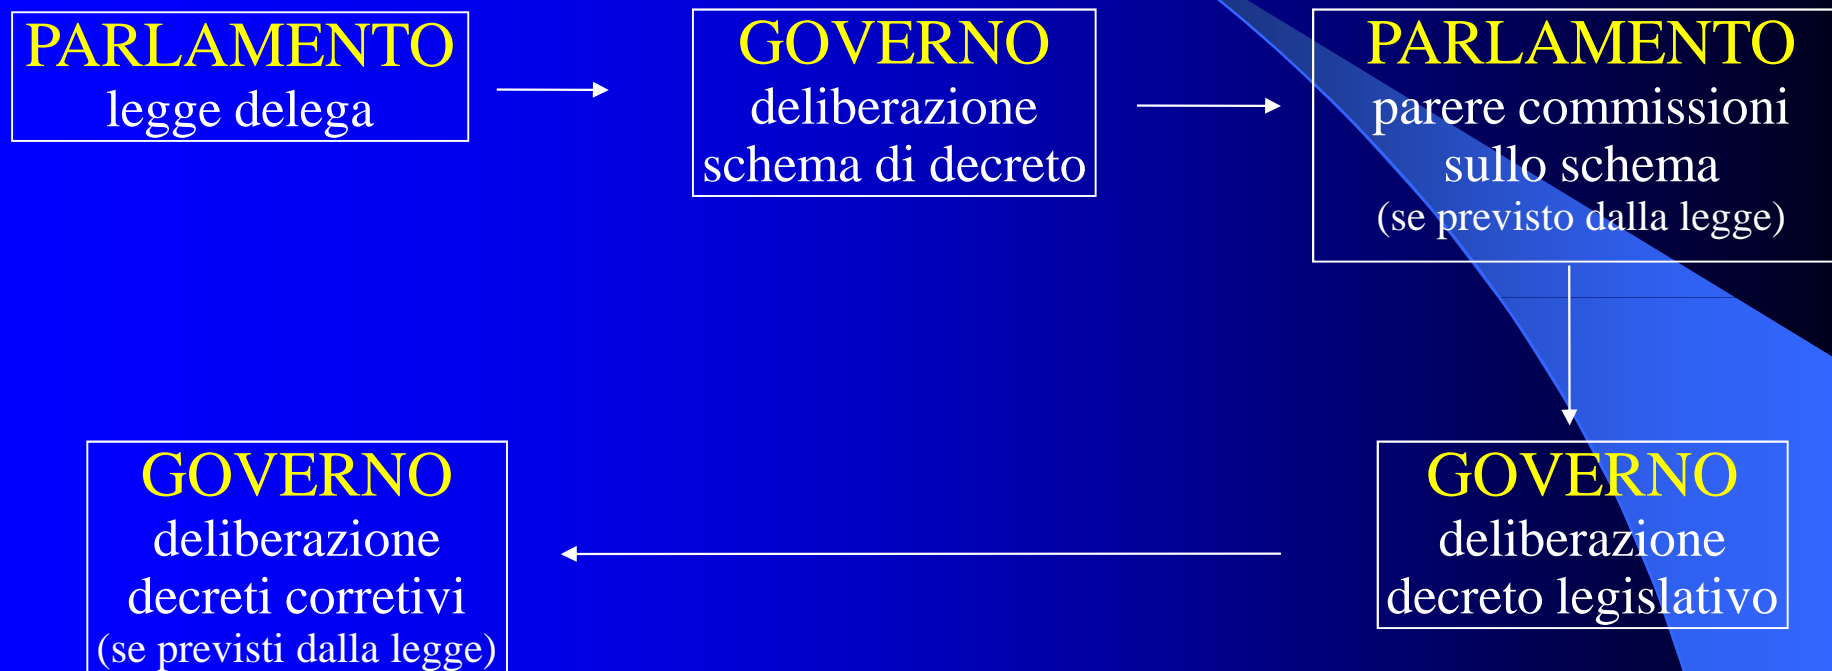 PARLAMENTO
legge delega
GOVERNO
deliberazione
schema di decreto
PARLAMENTO
parere commissioni
sullo schema
(se previsto dalla legge)
GOVERNO
deliberazione
decreto legislativo
GOVERNO
deliberazione
decreti corretivi
(se previsti dalla legge)